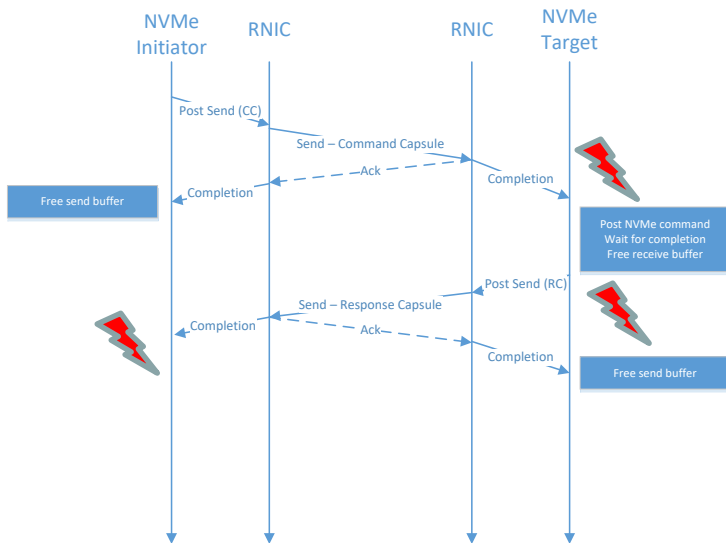 NVMe
Initiator
RNIC
RNIC
NVMe
Target
Post Send (CC)
Send – Command Capsule
Ack
Completion
Completion
Free send buffer
Post NVMe command
Wait for completion
Free receive buffer
Post Send (RC)
Send – Response Capsule
Completion
Ack
Completion
Free send buffer